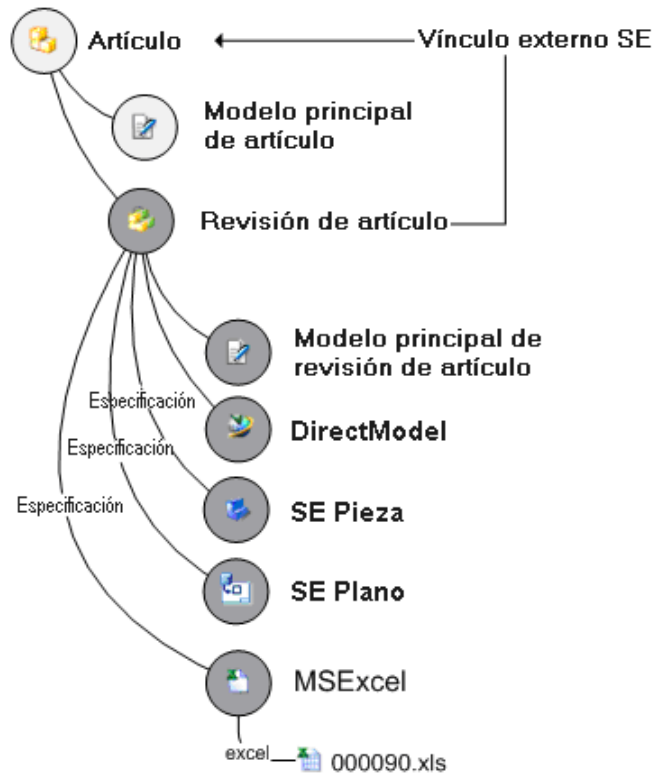 Artículo
Vínculo externo SE
Modelo principal
de artículo
Revisión de artículo
Modelo principal de
revisión de artículo
Especificación
DirectModel
Especificación
Especificación
SE Pieza
SE Plano
MSExcel
excel
000090.xls